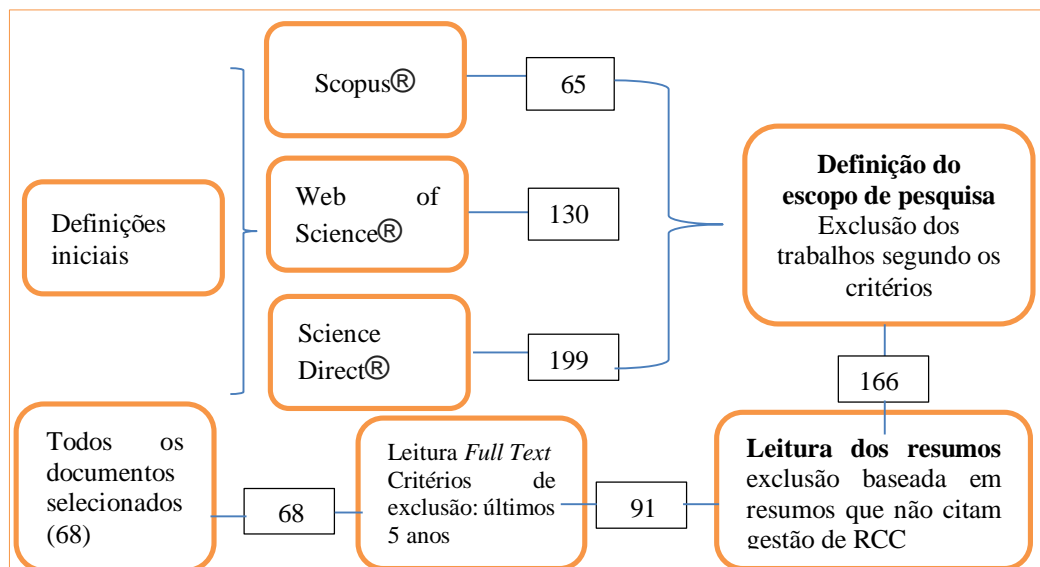 Definições
iniciais
Scopus®
65
Web of
Science®
130
Science
Direct®
199
Definição do
escopo de pesquisa
Exclusão dos
trabalhos segundo os
critérios
166
Leitura dos resumos
exclusão baseada em
resumos que não citam
gestão de RCC
91
Leitura Full Text
Critérios de
exclusão: últimos
5 anos
68
Todos os
documentos
selecionados
(68)